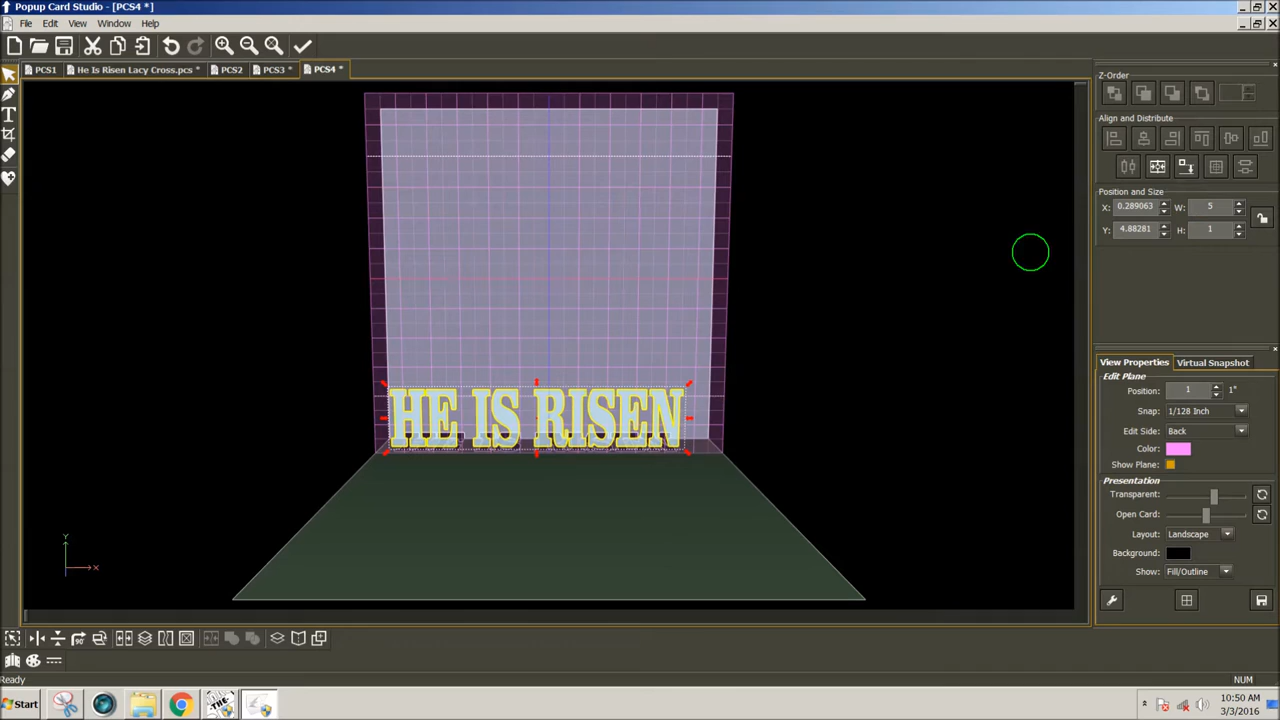 Popup Card Studio - [PCS4 *]
File Edit View Window Help
PCS1 He Is Risen Lacy Cross.pcs * PCS2 PCS3 * PCS4 *
Z-Order
Align and Distribute
Position and Size
X: 0.289063 W: 5
Y: 4.88281 H: 1
HE IS RISEN
View Properties Virtual Snapshot
Edit Plane
Position: 1 1°
Snap: 1/128 Inch
Edit Side: Back
Color:
Show Plane:
Presentation
Transparent:
Open Card:
Layout: Landscape
Background:
Show: Fill/Outline
Y
X
90°
Ready NUM
Start
THE
10:50 AM
3/3/2016